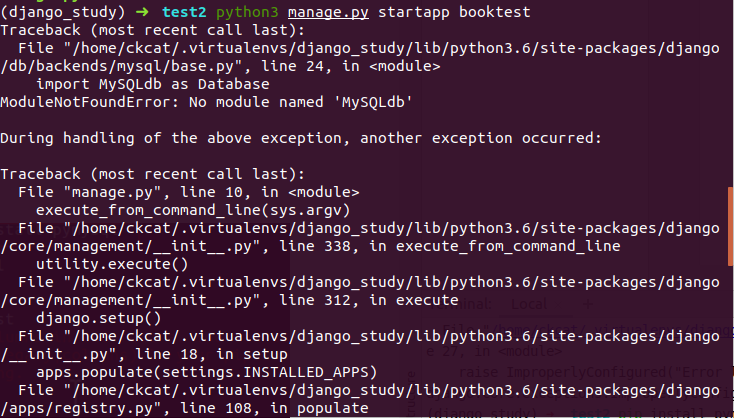 (django_study) → test2 python3 manage.py startapp booktest
Traceback (most recent call last):
  File "/home/ckcat/.virtualenvs/django_study/lib/python3.6/site-packages/django
/db/backends/mysql/base.py", line 24, in <module>
    import MySQLdb as Database
ModuleNotFoundError: No module named 'MySQLdb'

During handling of the above exception, another exception occurred:

Traceback (most recent call last):
  File "manage.py", line 10, in <module>
    execute_from_command_line(sys.argv)
  File "/home/ckcat/.virtualenvs/django_study/lib/python3.6/site-packages/django
/core/management/__init__.py", line 338, in execute_from_command_line
    utility.execute()
  File "/home/ckcat/.virtualenvs/django_study/lib/python3.6/site-packages/django
/core/management/__init__.py", line 312, in execute
    django.setup()
  File "/home/ckcat/.virtualenvs/django_study/lib/python3.6/site-packages/django
/__init__.py", line 18, in setup
    apps.populate(settings.INSTALLED_APPS)
  File "/home/ckcat/.virtualenvs/django_study/lib/python3.6/site-packages/django
/apps/registry.py", line 108, in populate
Local
e 27, in <module>
raise ImproperlyConfigured("Error